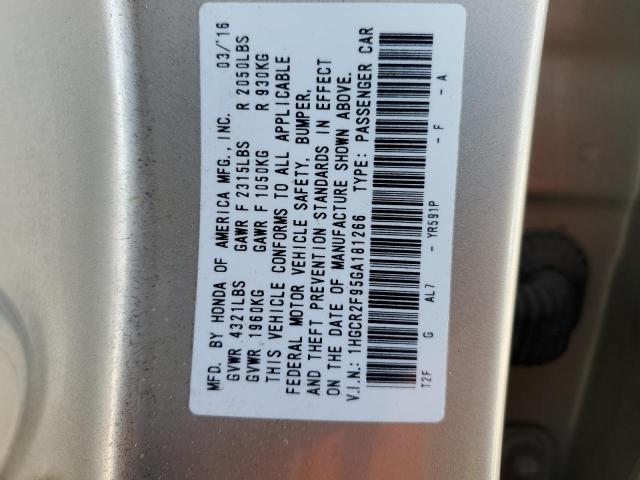 MFD. BY HONDA OF AMERICA MFG., INC. 03/'16
GVWR 4321LBS GAWR F 2315LBS R 2050LBS
GVWR 1960KG GAWR F 1050KG R 930KG
THIS VEHICLE CONFORMS TO ALL APPLICABLE
FEDERAL MOTOR VEHICLE SAFETY, BUMPER,
AND THEFT PREVENTION STANDARDS IN EFFECT
ON THE DATE OF MANUFACTURE SHOWN ABOVE.
V.I.N.: 1HGCR2F95GA181266 TYPE: PASSENGER CAR
T2F G AL7 - YR591P - F - A